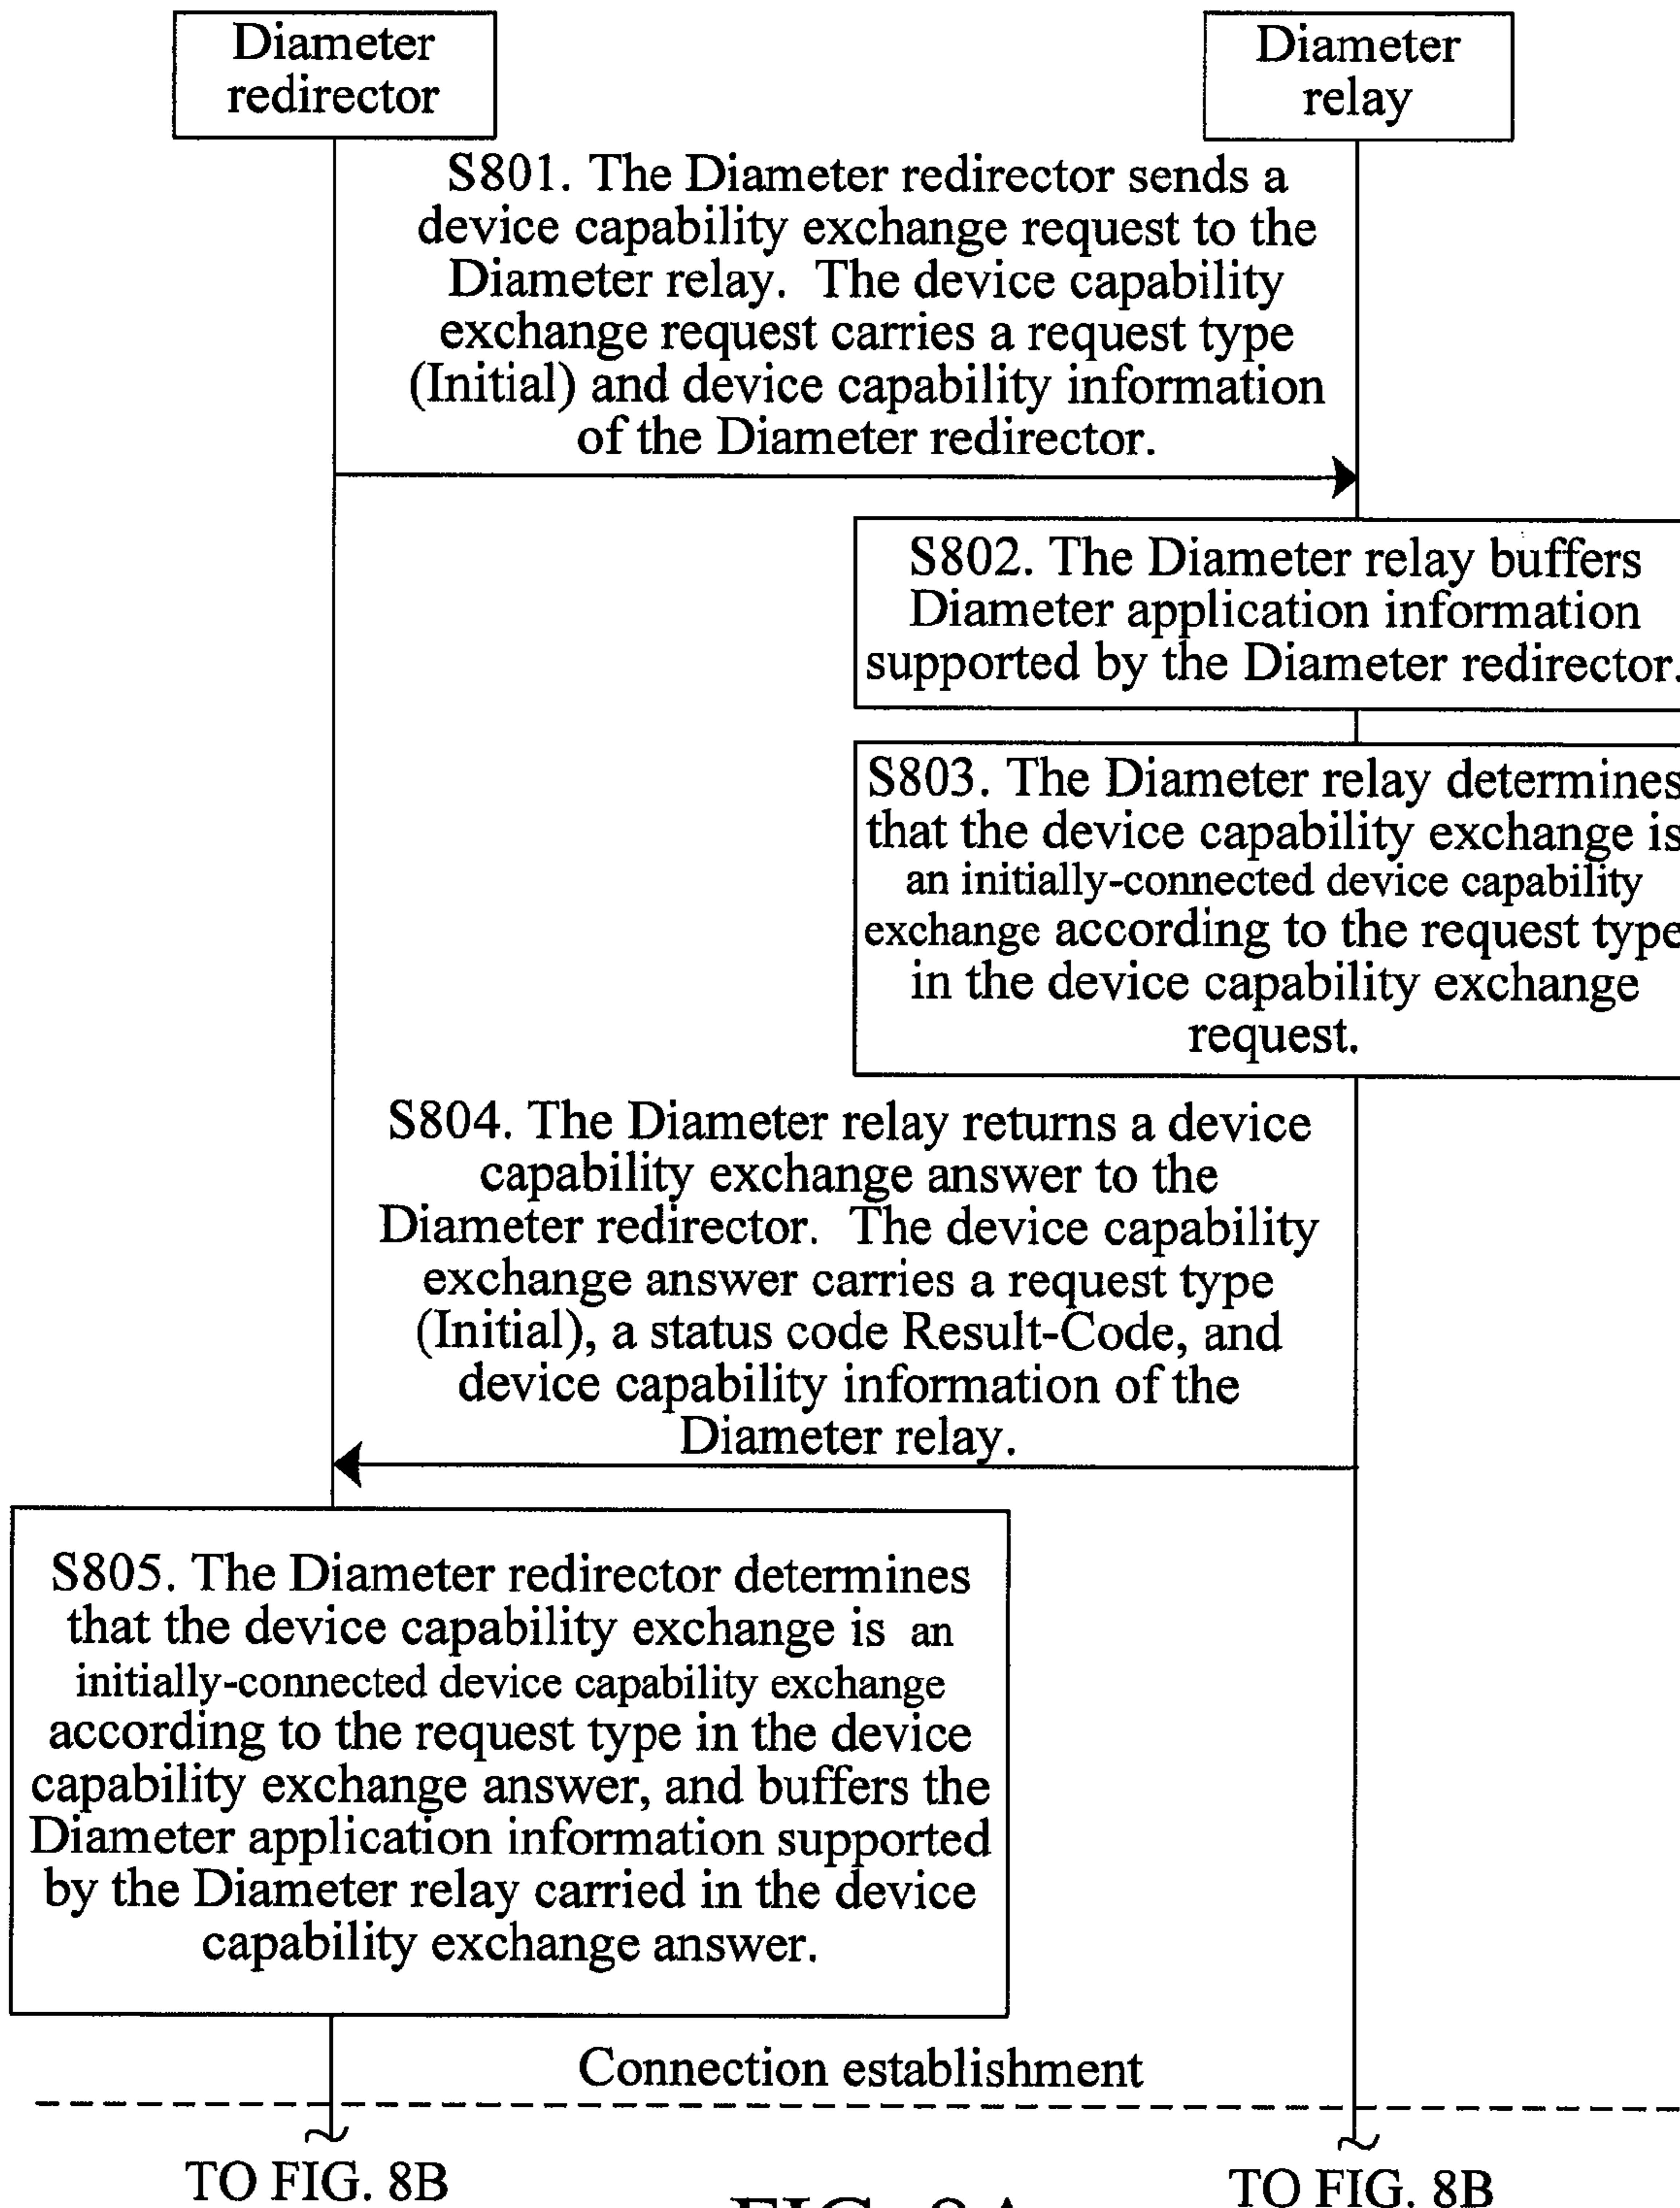 Diameter
redirector
Diameter
relay
S801. The Diameter redirector sends a
device capability exchange request to the
Diameter relay. The device capability
exchange request carries a request type
(Initial) and device capability information
of the Diameter redirector.
S802. The Diameter relay buffers
Diameter application information
supported by the Diameter redirector.
S803. The Diameter relay determines
that the device capability exchange is
an initially-connected device capability
exchange according to the request type
in the device capability exchange
request.
S804. The Diameter relay returns a device
capability exchange answer to the
Diameter redirector. The device capability
exchange answer carries a request type
(Initial), a status code Result-Code, and
device capability information of the
Diameter relay.
S805. The Diameter redirector determines
that the device capability exchange is an
initially-connected device capability exchange
according to the request type in the device
capability exchange answer, and buffers the
Diameter application information supported
by the Diameter relay carried in the device
capability exchange answer.
Connection establishment
TO FIG. 8B
TO FIG. 8B
FIG. 8A